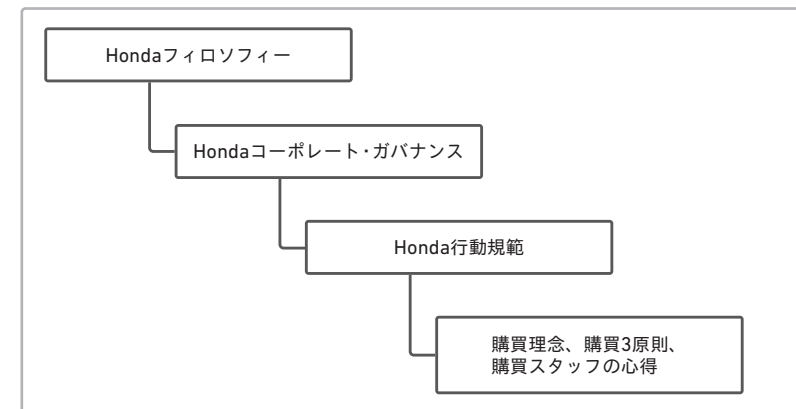 Hondaフィロソフィー
Hondaコーポレート・ガバナンス
Honda行動規範
購買理念、購買3原則、
購買スタッフの心得